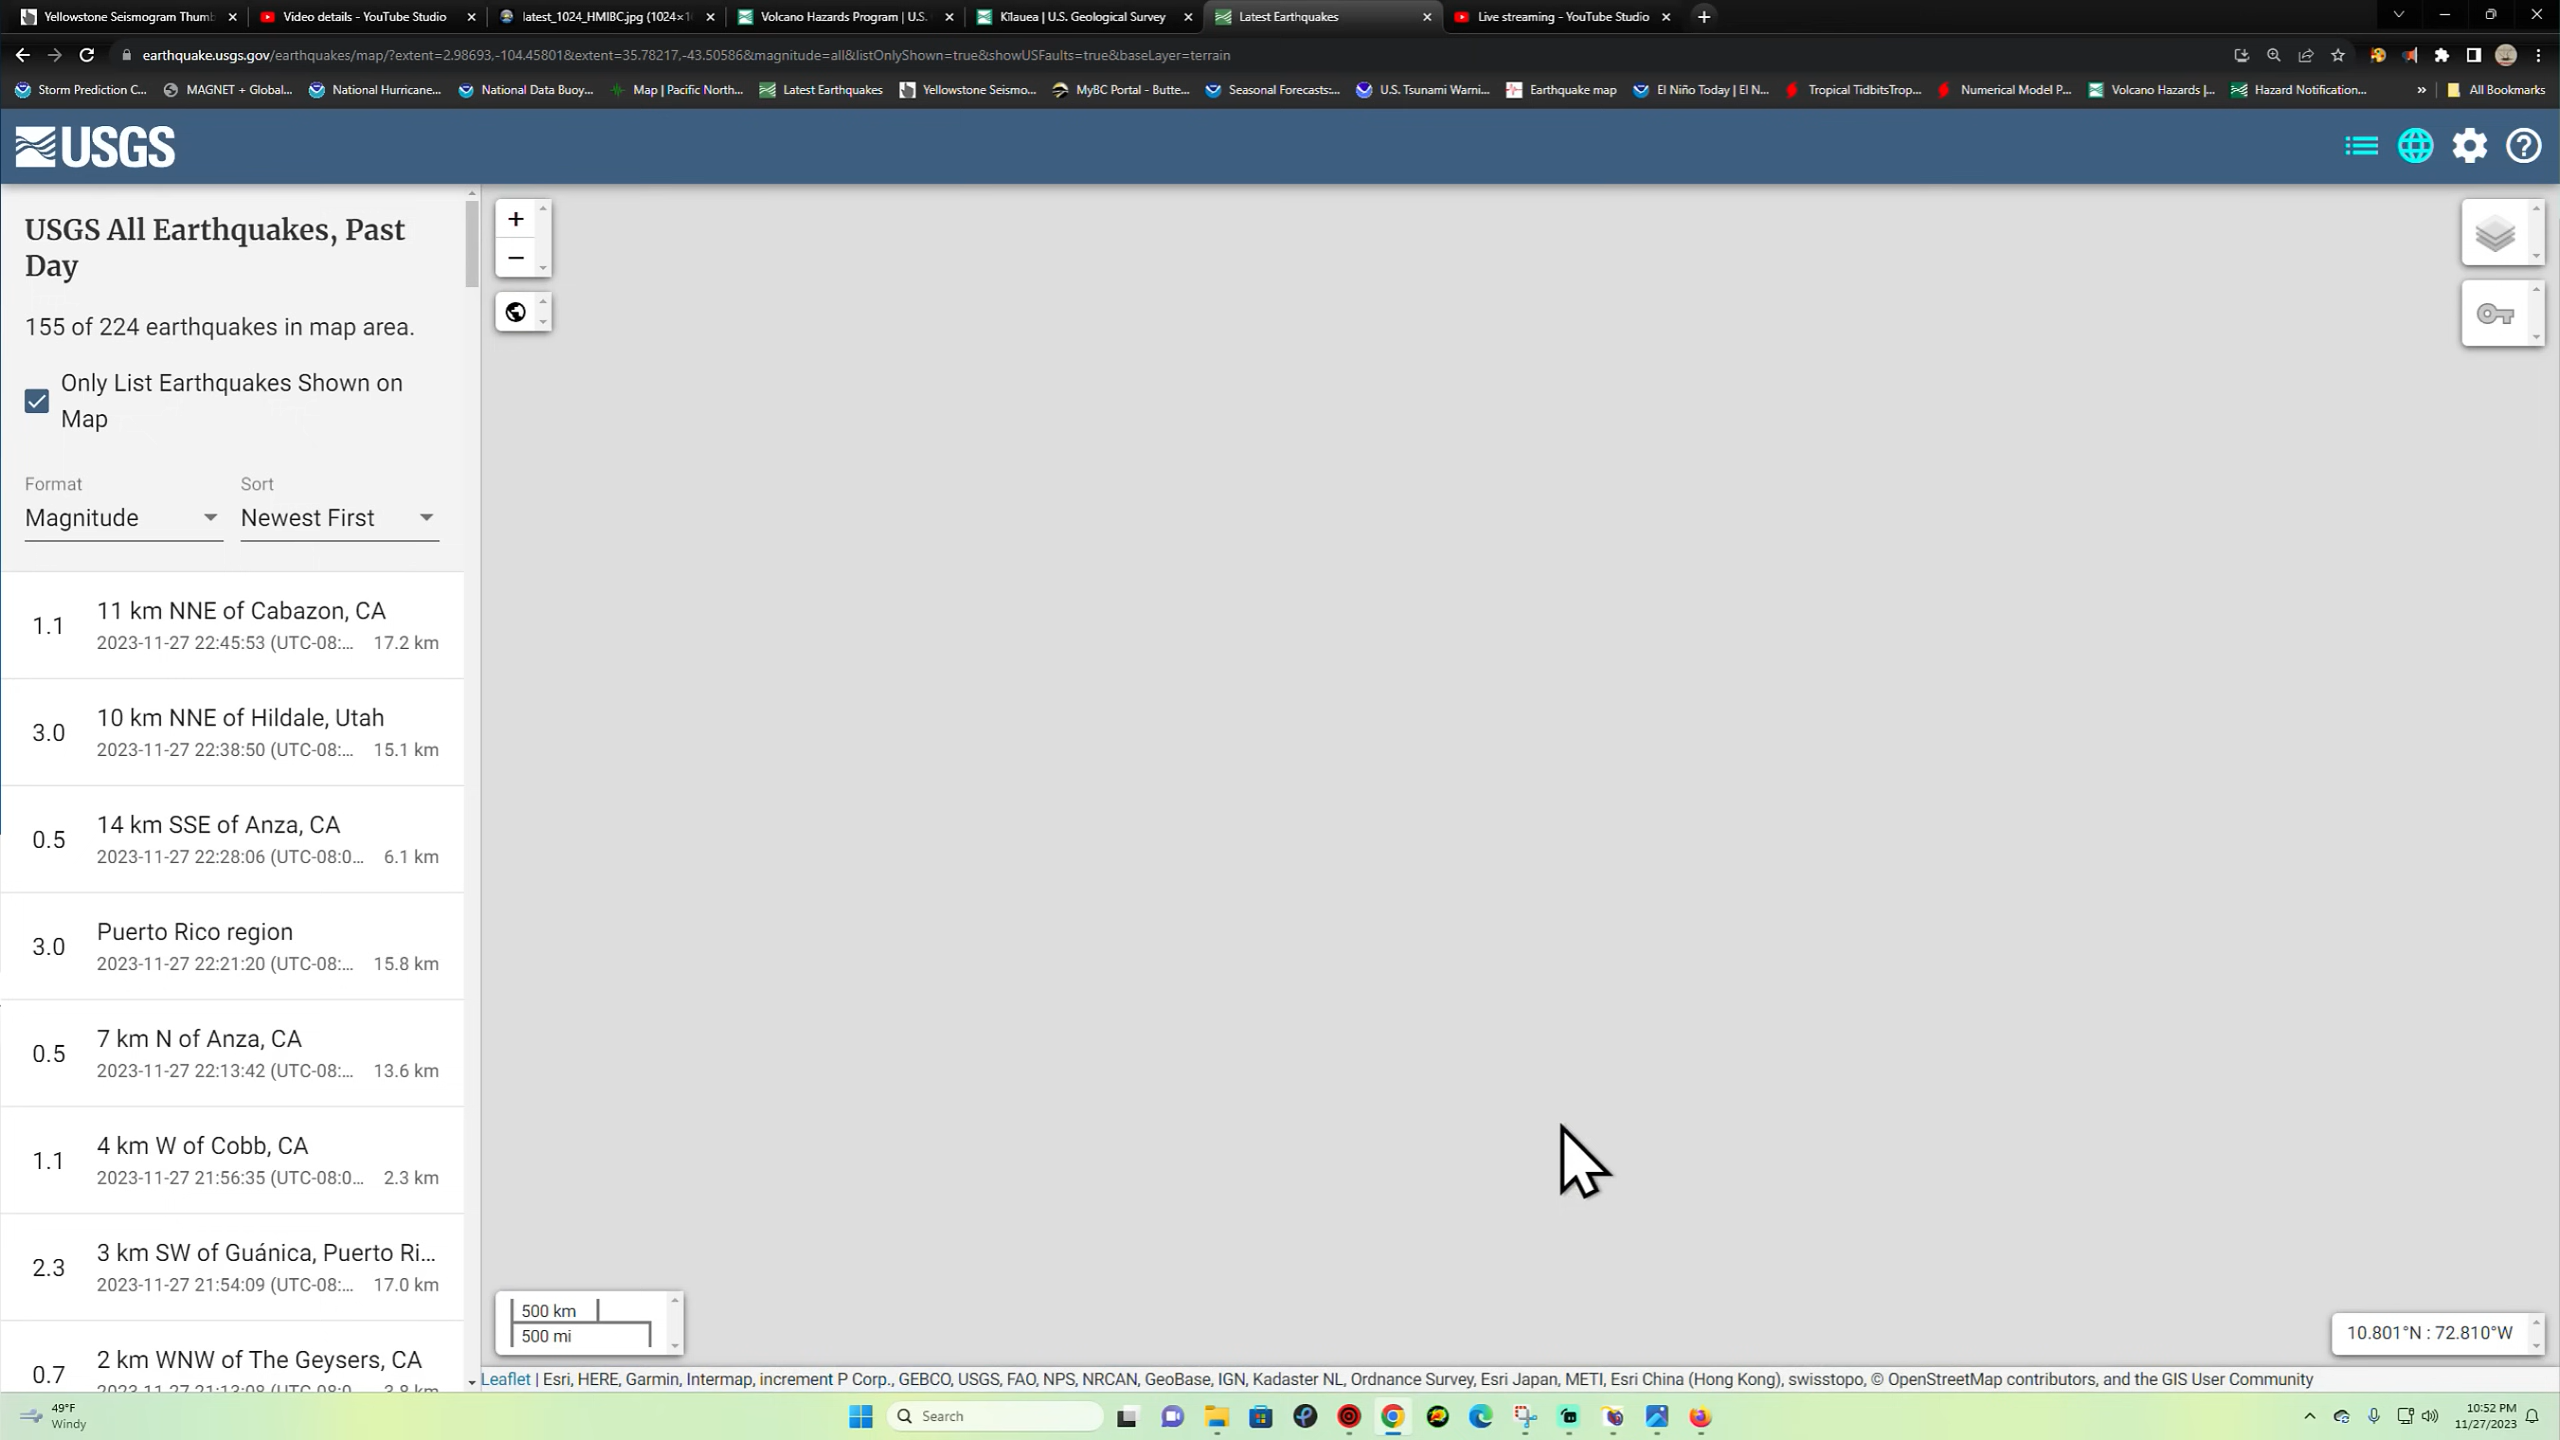 Yellowstone Seismogram Thumb
Video details - YouTube Studio
latest_1024_HMIBC.jpg (1024×1
Volcano Hazards Program | U.S.
Kīlauea | U.S. Geological Survey
Latest Earthquakes
Live streaming - YouTube Studio
earthquake.usgs.gov/earthquakes/map/?extent=2.98693,-104.45801&extent=35.78217,-43.50586&magnitude=all&listOnlyShown=true&showUSFaults=true&baseLayer=terrain
Storm Prediction C...
MAGNET + Global...
National Hurricane...
National Data Buoy...
Map | Pacific North...
Latest Earthquakes
Yellowstone Seismo...
MyBC Portal - Butte...
Seasonal Forecasts:...
U.S. Tsunami Warni...
Earthquake map
El Niño Today | El N...
Tropical TidbitsTrop...
Numerical Model P...
Volcano Hazards |...
Hazard Notification...
»
All Bookmarks
USGS
USGS All Earthquakes, Past
Day
155 of 224 earthquakes in map area.
Only List Earthquakes Shown on
Map
Format
Sort
Magnitude
Newest First
1.1
11 km NNE of Cabazon, CA
2023-11-27 22:45:53 (UTC-08:...
17.2 km
3.0
10 km NNE of Hildale, Utah
2023-11-27 22:38:50 (UTC-08:...
15.1 km
0.5
14 km SSE of Anza, CA
2023-11-27 22:28:06 (UTC-08:0...
6.1 km
3.0
Puerto Rico region
2023-11-27 22:21:20 (UTC-08:...
15.8 km
0.5
7 km N of Anza, CA
2023-11-27 22:13:42 (UTC-08:...
13.6 km
1.1
4 km W of Cobb, CA
2023-11-27 21:56:35 (UTC-08:0...
2.3 km
2.3
3 km SW of Guánica, Puerto Ri...
2023-11-27 21:54:09 (UTC-08:...
17.0 km
0.7
2 km WNW of The Geysers, CA
2023-11-27 21:13:08 (UTC-08:0...
3.8 km
+
−
500 km
500 mi
10.801°N : 72.810°W
Leaflet | Esri, HERE, Garmin, Intermap, increment P Corp., GEBCO, USGS, FAO, NPS, NRCAN, GeoBase, IGN, Kadaster NL, Ordnance Survey, Esri Japan, METI, Esri China (Hong Kong), swisstopo, © OpenStreetMap contributors, and the GIS User Community
49°F
Windy
Search
10:52 PM
11/27/2023